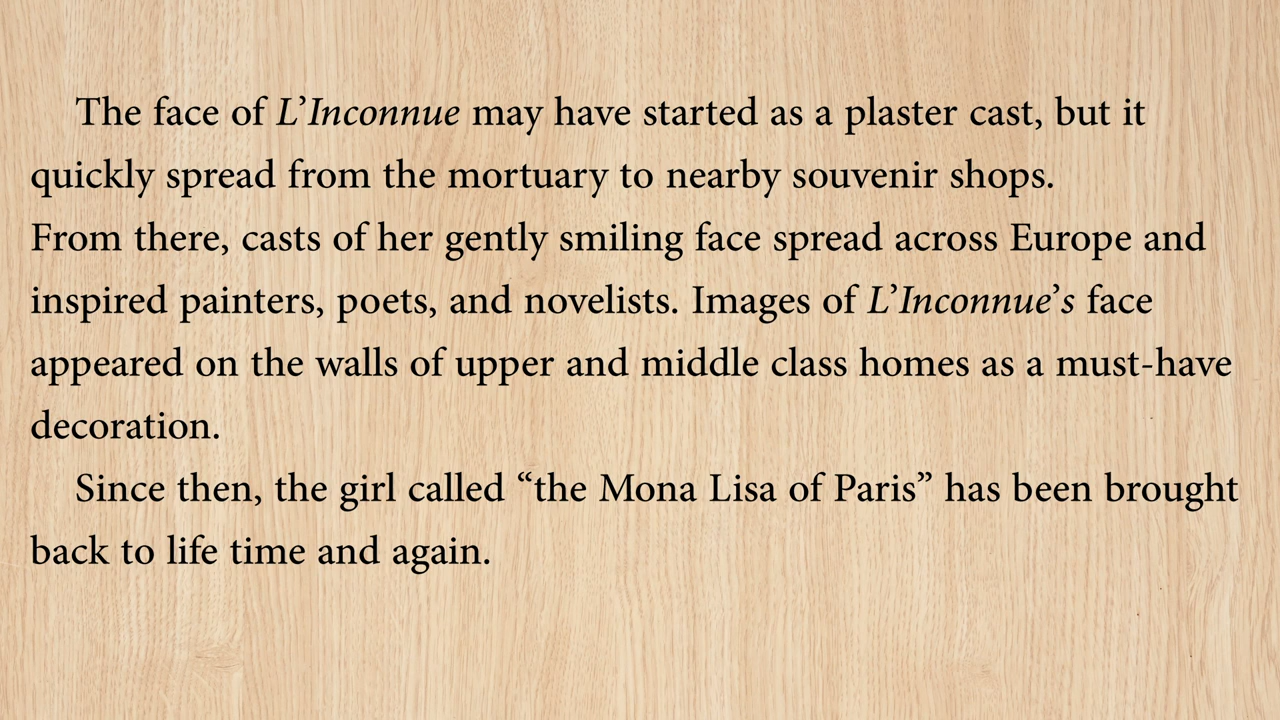 The face of L’Inconnue may have started as a plaster cast, but it
quickly spread from the mortuary to nearby souvenir shops.
From there, casts of her gently smiling face spread across Europe and
inspired painters, poets, and novelists. Images of L’Inconnue’s face
appeared on the walls of upper and middle class homes as a must-have
decoration.
Since then, the girl called “the Mona Lisa of Paris” has been brought
back to life time and again.